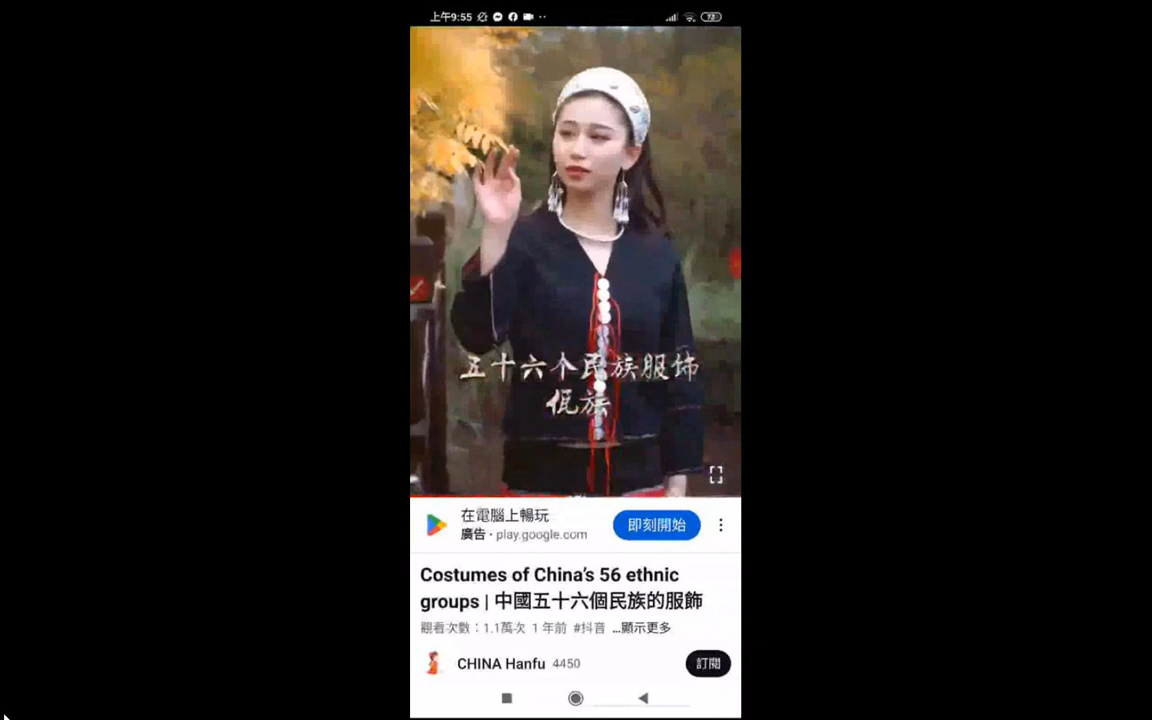 上午9:55
73
五十六个民族服饰
佤族
在電腦上暢玩
廣告 · play.google.com
即刻開始
Costumes of China's 56 ethnic
groups | 中國五十六個民族的服飾
觀看次數：1.1萬次 1 年前 #抖音 ...顯示更多
CHINA Hanfu 4450
訂閱